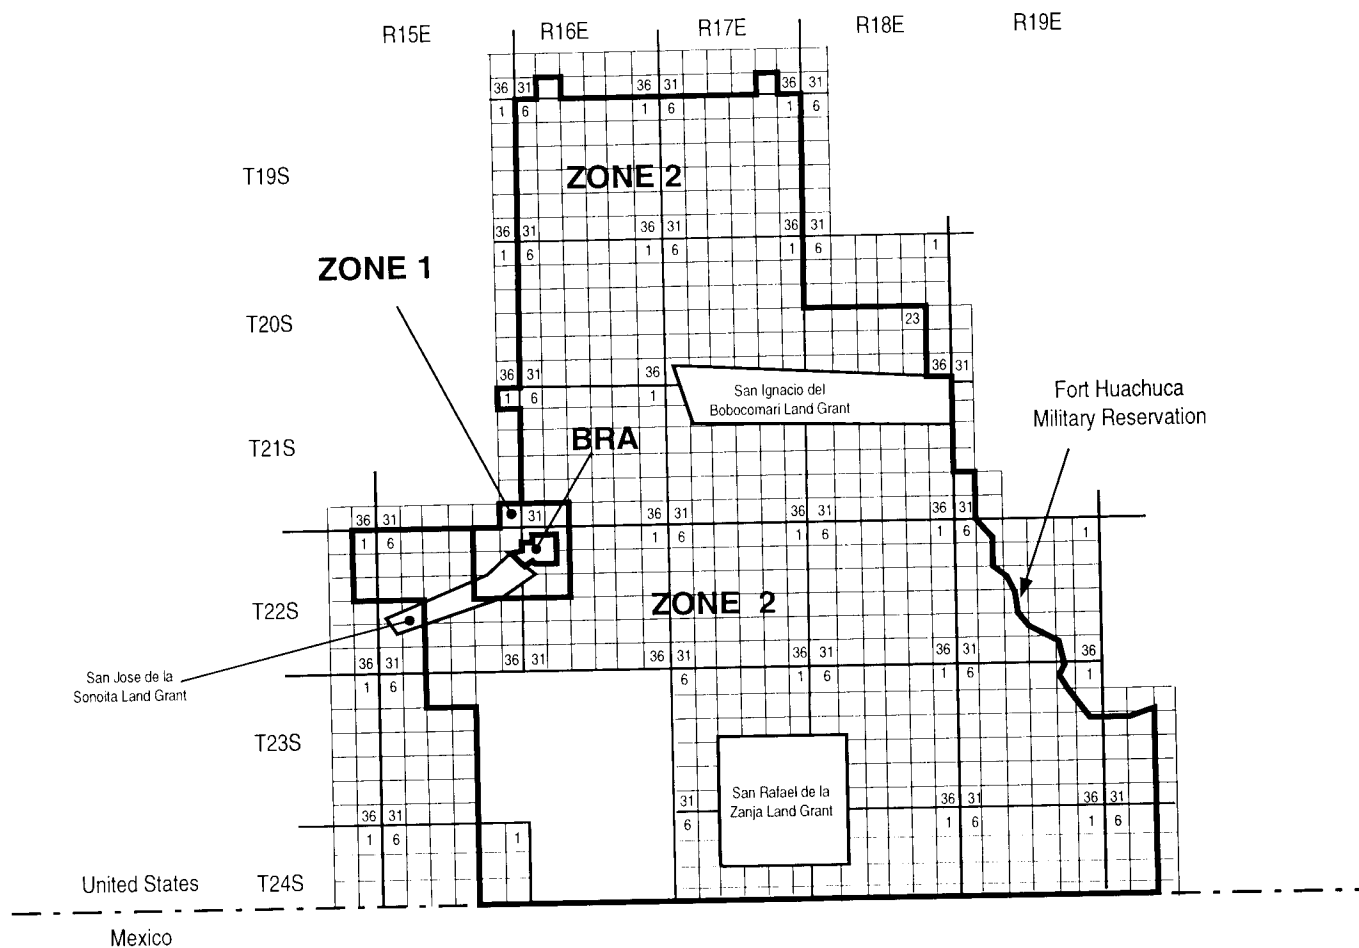 R15E R16E R17E R18E R19E
36 31 36 31 36 31
1 6 1 6 1 6
T19S
ZONE 2
36 31 36 31 36 31
1 6 1 6 1 6 1
ZONE 1
T20S
23
36 31 36 36 31
1 6 1
San Ignacio del
Bobocomari Land Grant
Fort Huachuca
Military Reservation
BRA
T21S
36 31 31 36 31 36 31 36 31
1 6 1 6 1 6 1 6 1
T22S
ZONE 2
36 31 36 31 36 31 36 31 36 31 36
1 6 6 1 6 1 6 1
San Jose de la
Sonoita Land Grant
T23S
San Rafael de la
Zanja Land Grant
36 31 31 36 31 36 31
1 6 1 6 1 6 1 6
United States T24S
Mexico